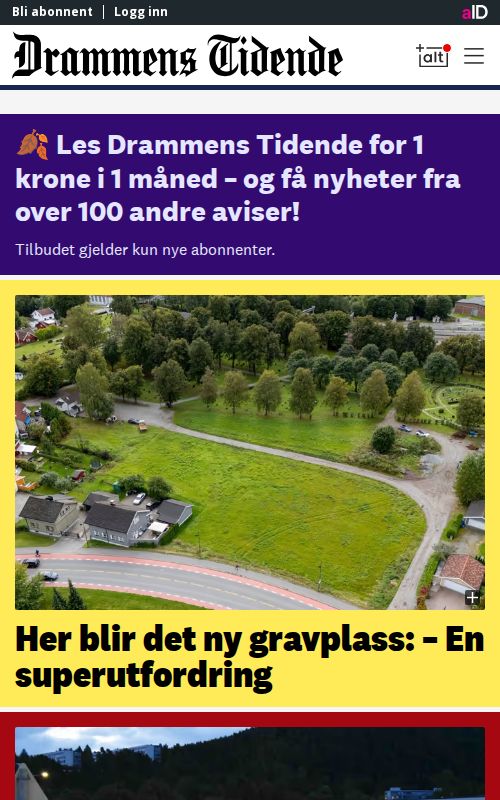 Bli abonnent | Logg inn
aID
Drammens Tidende
+alt
Les Drammens Tidende for 1
krone i 1 måned – og få nyheter fra
over 100 andre aviser!
Tilbudet gjelder kun nye abonnenter.
Her blir det ny gravplass: – En
superutfordring